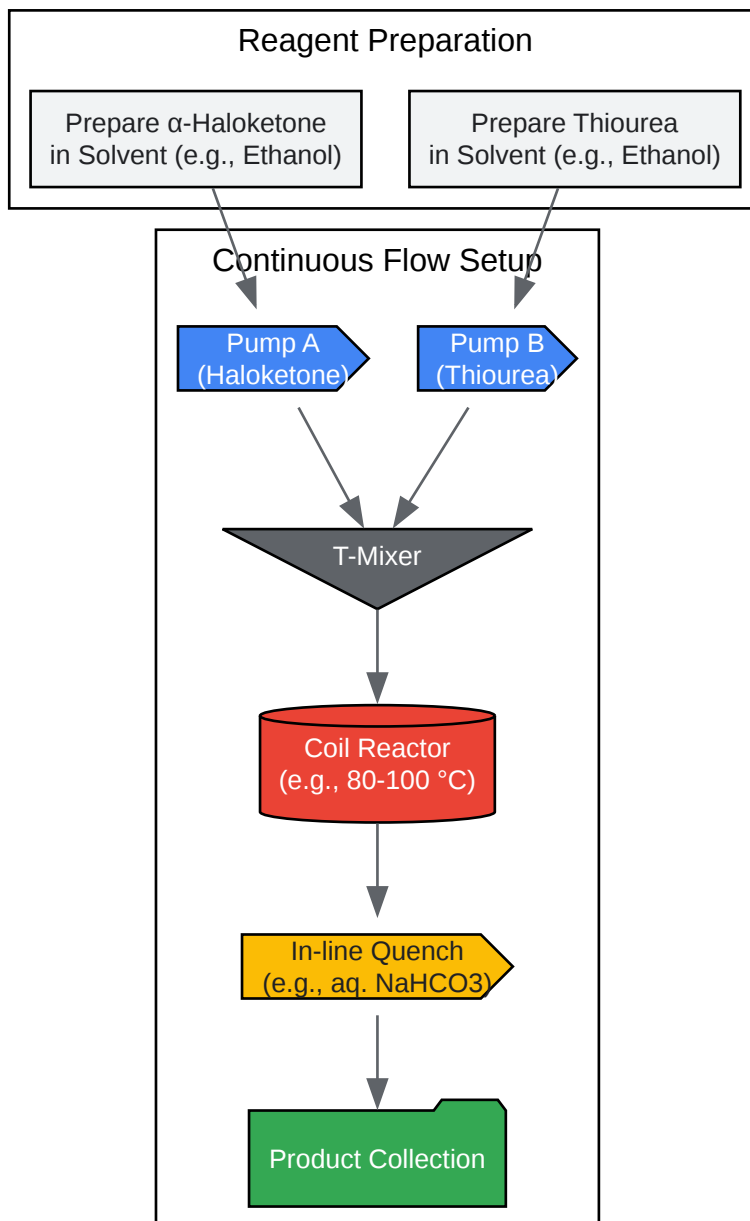 Reagent Preparation
Prepare α-Haloketone
in Solvent (e.g., Ethanol)
Prepare Thiourea
in Solvent (e.g., Ethanol)
Continuous Flow Setup
Pump A
(Haloketone)
Pump B
(Thiourea)
T-Mixer
Coil Reactor
(e.g., 80-100 °C)
In-line Quench
(e.g., aq. NaHCO3)
Product Collection